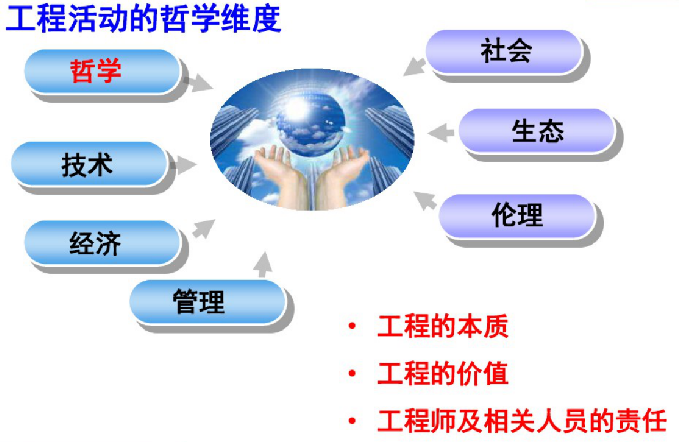 工程活动的哲学维度
哲学
技术
经济
管理
社会
生态
伦理
• 工程的本质
• 工程的价值
• 工程师及相关人员的责任